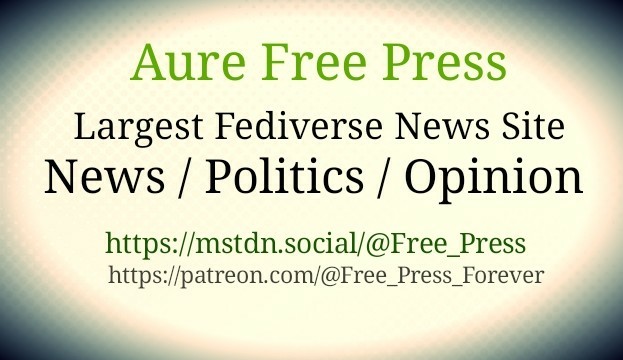 Aure Free Press
Largest Fediverse News Site
News / Politics / Opinion
https://mstdn.social/@Free_Press
https://patreon.com/@Free_Press_Forever